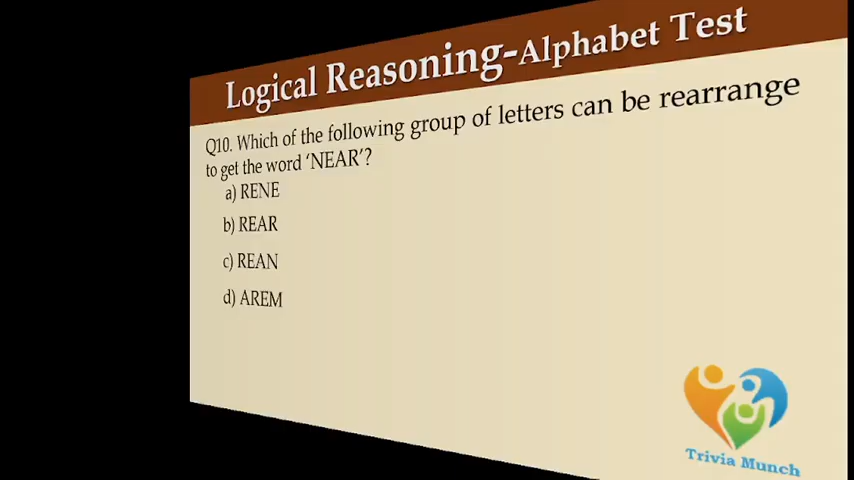 Logical Reasoning-Alphabet Test
Q10. Which of the following group of letters can be rearrange
to get the word ‘NEAR’?
a) RENE
b) REAR
c) REAN
d) AREM
Trivia Munch